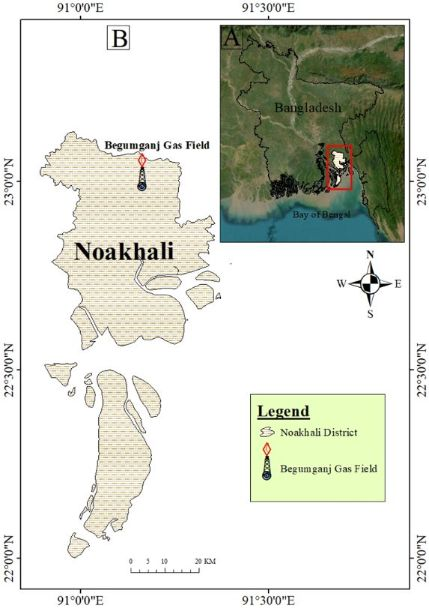 91°0'0"E
91°30'0"E
B
A
Bangladesh
Begumganj Gas Field
23°0'0"N
23°0'0"N
Bay of Bengal
Noakhali
N
W
E
S
22°30'0"N
22°30'0"N
Legend
Noakhali District
Begumganj Gas Field
22°0'0"N
22°0'0"N
0 5 10 20 KM
91°0'0"E
91°30'0"E